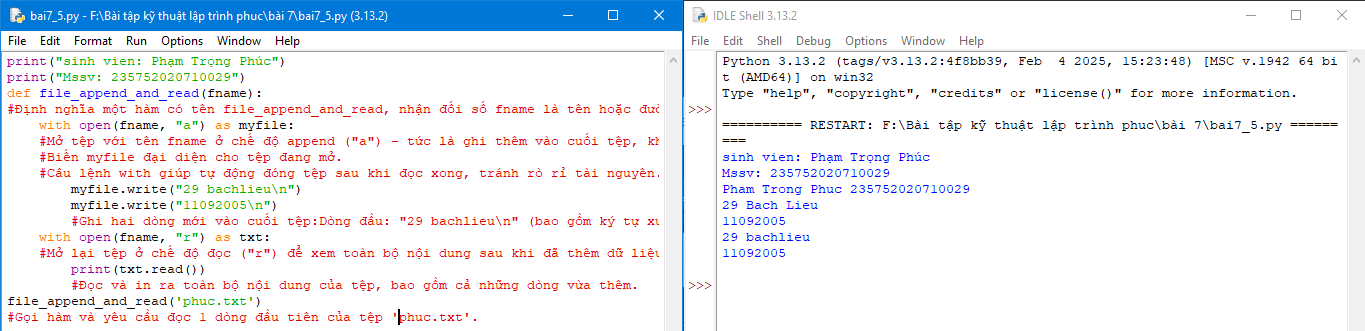 bai7_5.py - F:\Bài tập kỹ thuật lập trình phuc\bài 7\bai7_5.py (3.13.2)
File Edit Format Run Options Window Help
print("sinh vien: Phạm Trọng Phúc")
print("Mssv: 235752020710029")
def file_append_and_read(fname):
#Định nghĩa một hàm có tên file_append_and_read, nhận đối số fname là tên hoặc đườ
    with open(fname, "a") as myfile:
    #Mở tệp với tên fname ở chế độ append ("a") – tức là ghi thêm vào cuối tệp, kh
    #Biến myfile đại diện cho tệp đang mở.
    #Câu lệnh with giúp tự động đóng tệp sau khi đọc xong, tránh rò rỉ tài nguyên.
        myfile.write("29 bachlieu\n")
        myfile.write("11092005\n")
        #Ghi hai dòng mới vào cuối tệp:Dòng đầu: "29 bachlieu\n" (bao gồm ký tự xu
    with open(fname, "r") as txt:
    #Mở lại tệp ở chế độ đọc ("r") để xem toàn bộ nội dung sau khi đã thêm dữ liệu
        print(txt.read())
        #Đọc và in ra toàn bộ nội dung của tệp, bao gồm cả những dòng vừa thêm.
file_append_and_read('phuc.txt')
#Gọi hàm và yêu cầu đọc 1 dòng đầu tiên của tệp 'phuc.txt'.
IDLE Shell 3.13.2
File Edit Shell Debug Options Window Help
Python 3.13.2 (tags/v3.13.2:4f8bb39, Feb  4 2025, 15:23:48) [MSC v.1942 64 bi
t (AMD64)] on win32
Type "help", "copyright", "credits" or "license()" for more information.
>>>
========== RESTART: F:\Bài tập kỹ thuật lập trình phuc\bài 7\bai7_5.py ======
===
sinh vien: Phạm Trọng Phúc
Mssv: 235752020710029
Pham Trong Phuc 235752020710029
29 Bach Lieu
11092005
29 bachlieu
11092005
>>>